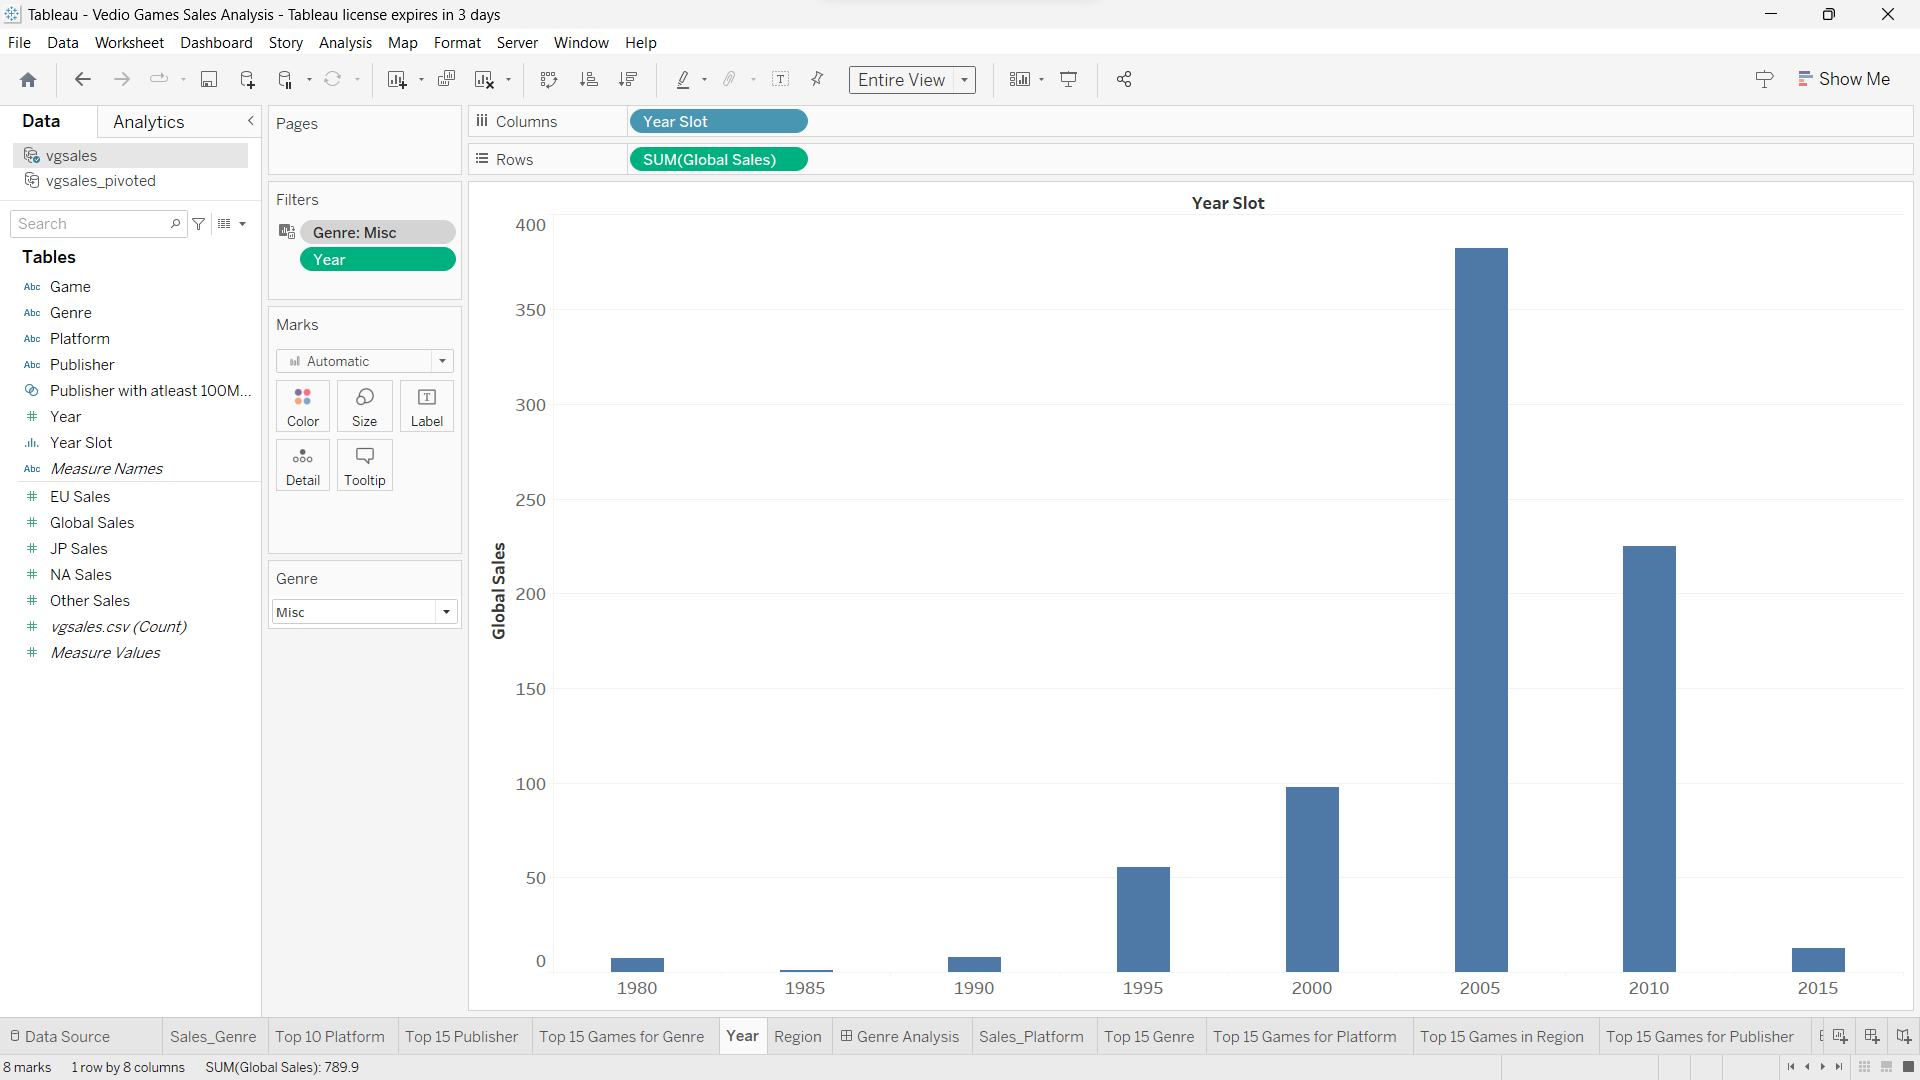 Tableau - Vedio Games Sales Analysis - Tableau license expires in 3 days
File Data Worksheet Dashboard Story Analysis Map Format Server Window Help
Entire View
Show Me
Data Analytics
vgsales
vgsales_pivoted
Search
Tables
Abc Game
Abc Genre
Abc Platform
Abc Publisher
Publisher with atleast 100M...
# Year
Year Slot
Abc Measure Names
# EU Sales
# Global Sales
# JP Sales
# NA Sales
# Other Sales
# vgsales.csv (Count)
# Measure Values
Pages
Filters
Genre: Misc
Year
Marks
Automatic
Color Size Label
Detail Tooltip
Genre
Misc
Columns Year Slot
Rows SUM(Global Sales)
Year Slot
Global Sales
400
350
300
250
200
150
100
50
0
1980 1985 1990 1995 2000 2005 2010 2015
Data Source Sales_Genre Top 10 Platform Top 15 Publisher Top 15 Games for Genre Year Region Genre Analysis Sales_Platform Top 15 Genre Top 15 Games for Platform Top 15 Games in Region Top 15 Games for Publisher
8 marks 1 row by 8 columns SUM(Global Sales): 789.9